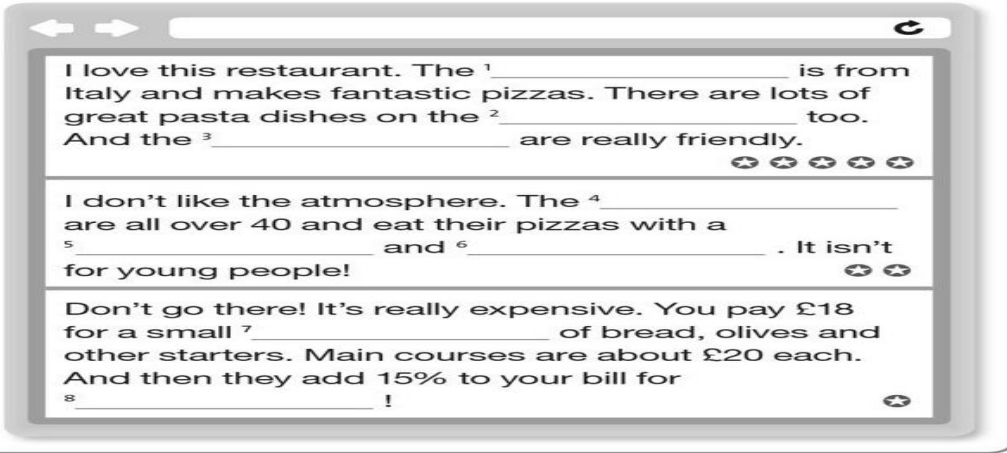 I love this restaurant. The ¹____________________ is from
Italy and makes fantastic pizzas. There are lots of
great pasta dishes on the ²____________________ too.
And the ³____________________ are really friendly.
I don't like the atmosphere. The ⁴____________________
are all over 40 and eat their pizzas with a
⁵____________________ and ⁶____________________ . It isn't
for young people!
Don't go there! It's really expensive. You pay £18
for a small ⁷____________________ of bread, olives and
other starters. Main courses are about £20 each.
And then they add 15% to your bill for
⁸____________________ !